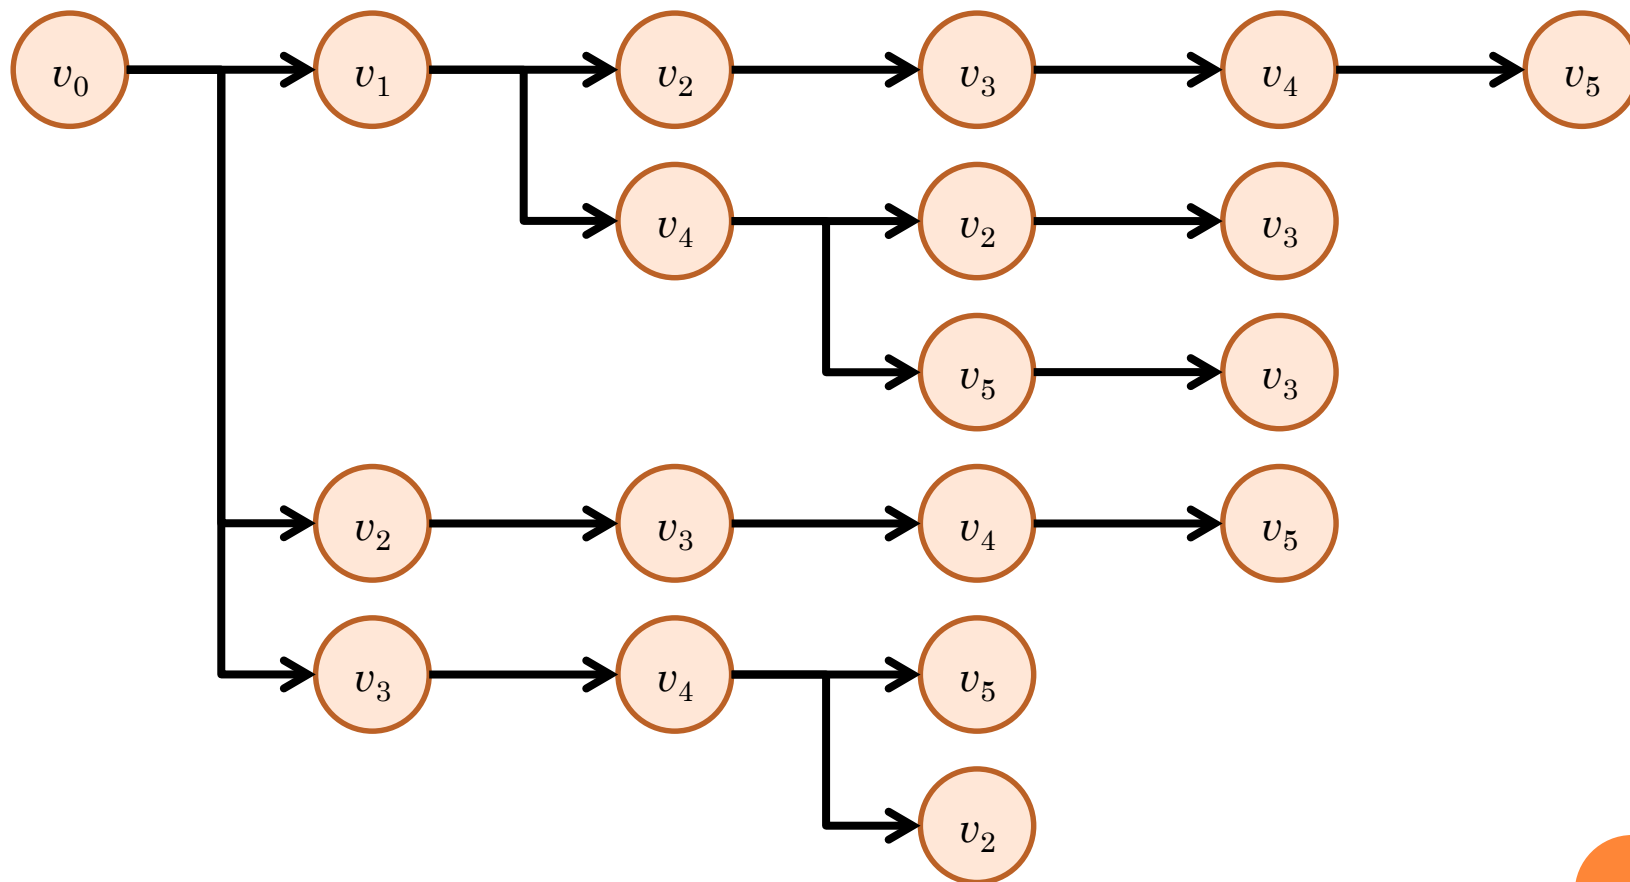 v₀ v₁ v₂ v₃ v₄ v₅
v₄ v₂ v₃
v₅ v₃
v₂ v₃ v₄ v₅
v₃ v₄ v₅
v₂